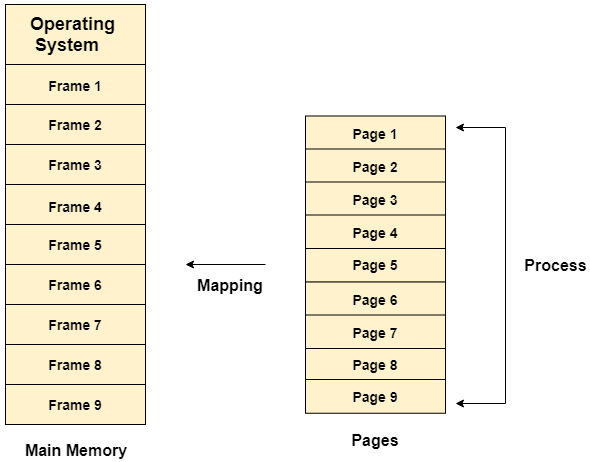 Operating
System
Frame 1
Frame 2
Frame 3
Frame 4
Frame 5
Frame 6
Frame 7
Frame 8
Frame 9
Main Memory
Mapping
Page 1
Page 2
Page 3
Page 4
Page 5
Page 6
Page 7
Page 8
Page 9
Pages
Process